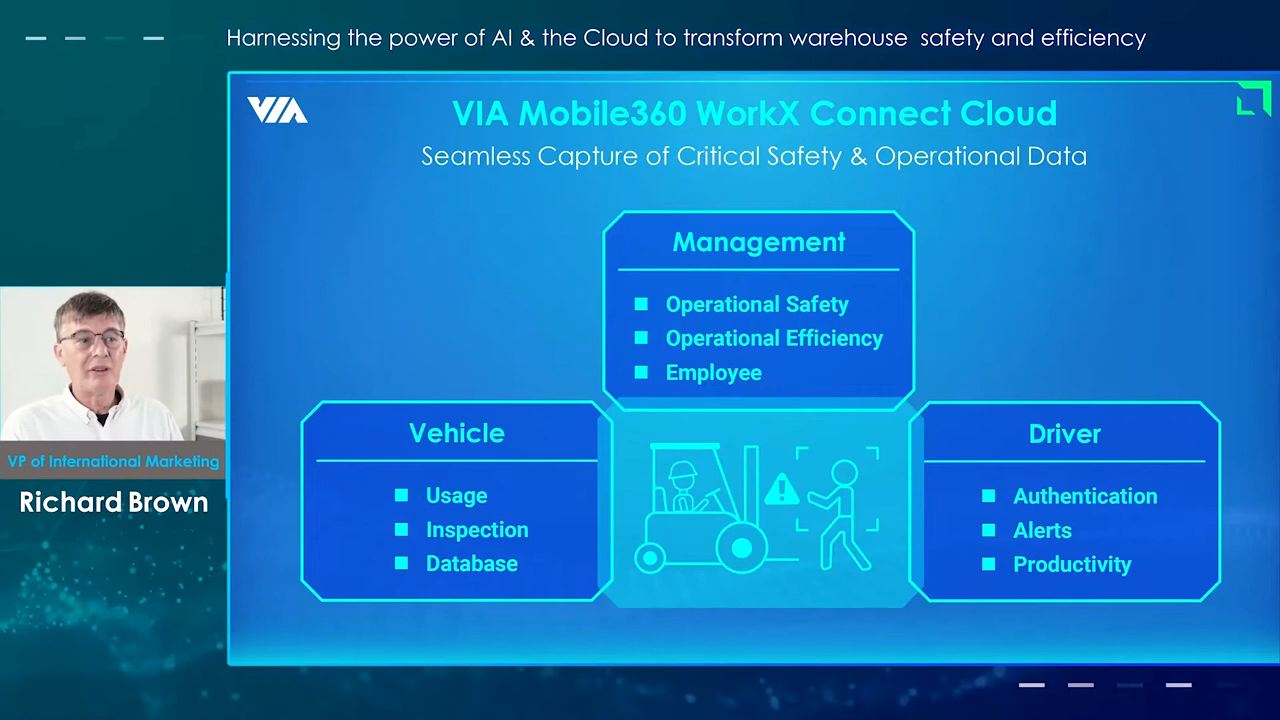 Harnessing the power of AI & the Cloud to transform warehouse safety and efficiency
VIA
VIA Mobile360 WorkX Connect Cloud
Seamless Capture of Critical Safety & Operational Data
Management
Operational Safety
Operational Efficiency
Employee
Vehicle
Usage
Inspection
Database
Driver
Authentication
Alerts
Productivity
VP of International Marketing
Richard Brown